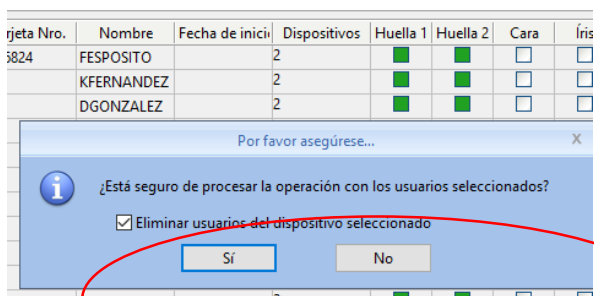 rjeta Nro. Nombre Fecha de inicio Dispositivos Huella 1 Huella 2 Cara Íris
5824 FESPOSITO 2
KFERNANDEZ 2
DGONZALEZ 2
Por favor asegúrese... X
¿Está seguro de procesar la operación con los usuarios seleccionados?
Eliminar usuarios del dispositivo seleccionado
Sí No